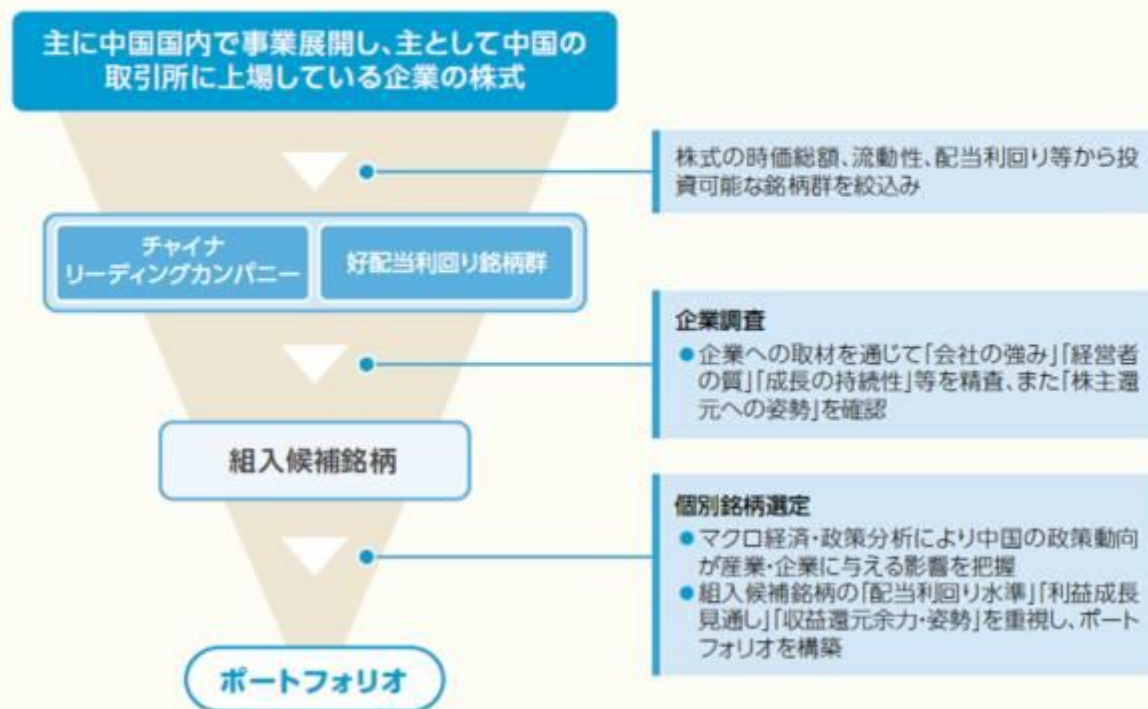 主に中国国内で事業展開し、主として中国の
取引所に上場している企業の株式
株式の時価総額、流動性、配当利回り等から投
資可能な銘柄群を絞込み
チャイナ
リーディングカンパニー
好配当利回り銘柄群
企業調査
●企業への取材を通じて「会社の強み」「経営者
の質」「成長の持続性」等を精査、また「株主還
元への姿勢」を確認
組入候補銘柄
個別銘柄選定
●マクロ経済・政策分析により中国の政策動向
が産業・企業に与える影響を把握
●組入候補銘柄の「配当利回り水準」「利益成長
見通し」「収益還元余力・姿勢」を重視し、ポート
フォリオを構築
ポートフォリオ